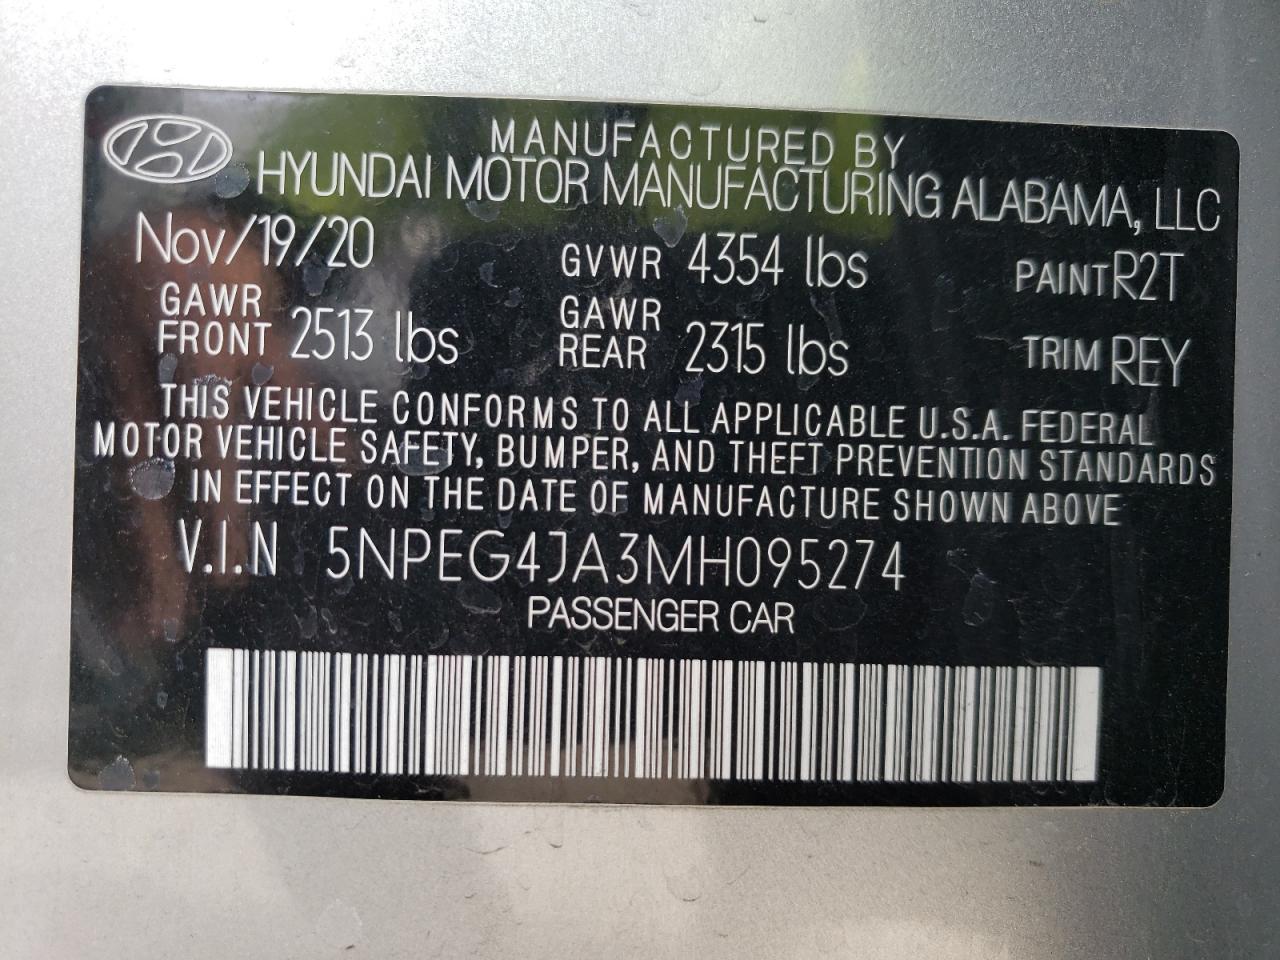 MANUFACTURED BY
HYUNDAI MOTOR MANUFACTURING ALABAMA, LLC
Nov/19/20 GVWR 4354 lbs PAINT R2T
GAWR FRONT 2513 lbs GAWR REAR 2315 lbs TRIM REY
THIS VEHICLE CONFORMS TO ALL APPLICABLE U.S.A. FEDERAL
MOTOR VEHICLE SAFETY, BUMPER, AND THEFT PREVENTION STANDARDS
IN EFFECT ON THE DATE OF MANUFACTURE SHOWN ABOVE
V.I.N 5NPEG4JA3MH095274
PASSENGER CAR